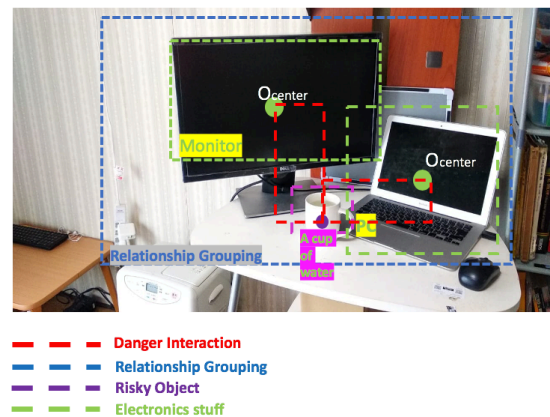 Ocenter
Monitor
Ocenter
PC
A cup
of
water
Relationship Grouping
Danger Interaction
Relationship Grouping
Risky Object
Electronics stuff